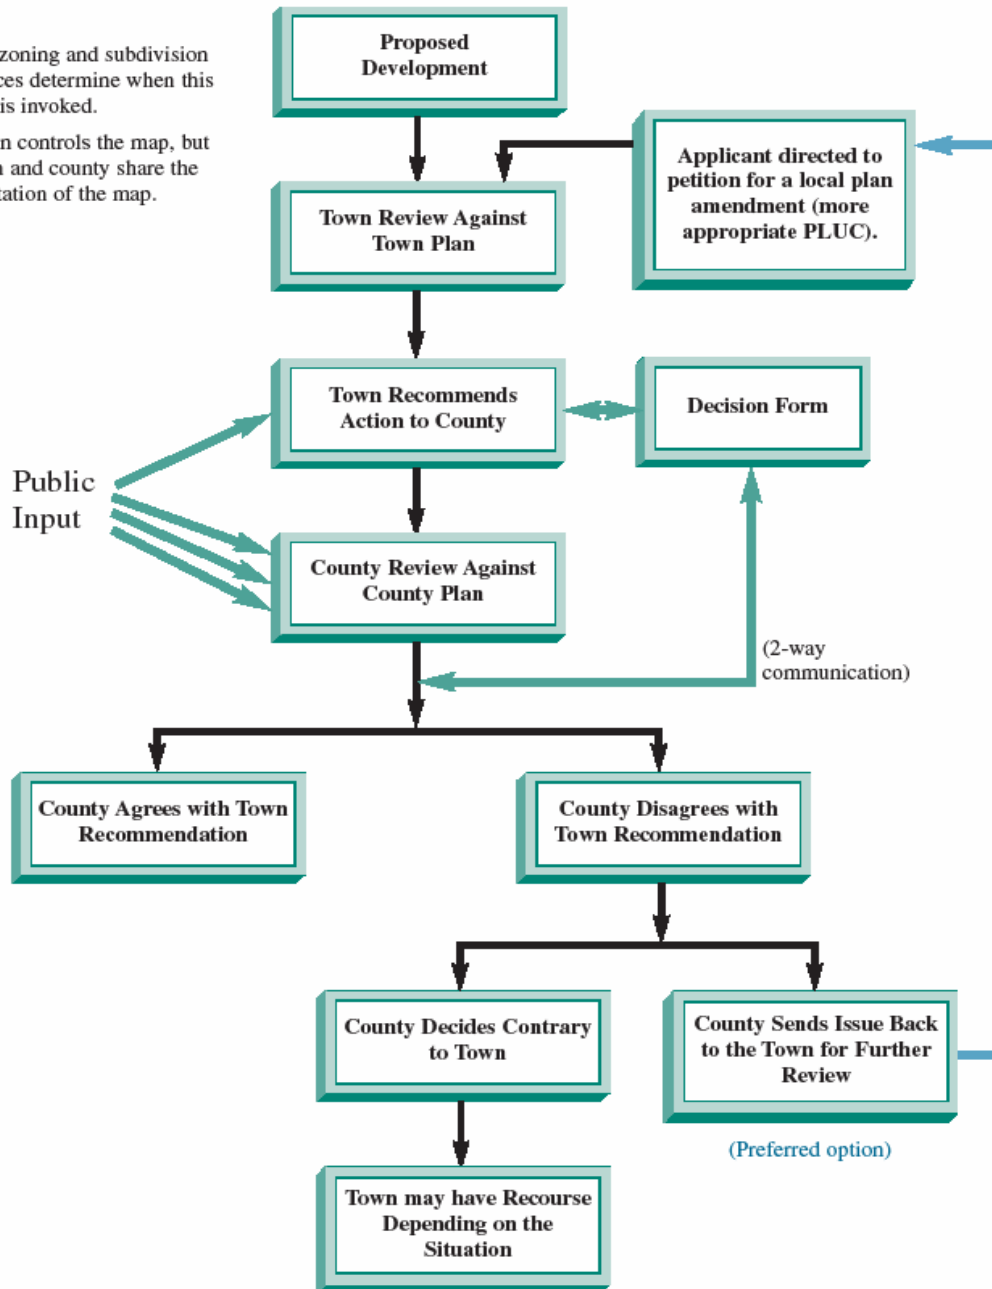 Proposed
Development
zoning and subdivision
determine when this
is invoked.
controls the map, but
and county share the
of the map.
Applicant directed to
petition for a local plan
amendment (more
appropriate PLUC).
Town Review Against
Town Plan
Town Recommends
Action to County
Decision Form
Public
Input
County Review Against
County Plan
(2-way
communication)
County Agrees with Town
Recommendation
County Disagrees with
Town Recommendation
County Decides Contrary
to Town
County Sends Issue Back
to the Town for Further
Review
(Preferred option)
Town may have Recourse
Depending on the
Situation